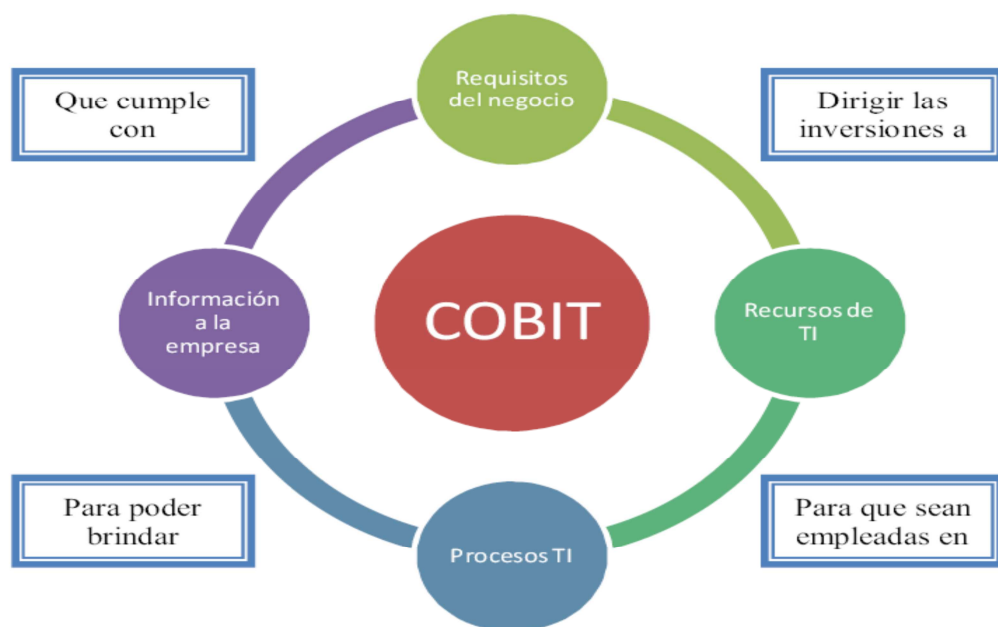 Requisitos
del negocio
Que cumple
con
Dirigir las
inversiones a
Información
a la
empresa
COBIT
Recursos de
TI
Para poder
brindar
Procesos TI
Para que sean
empleadas en